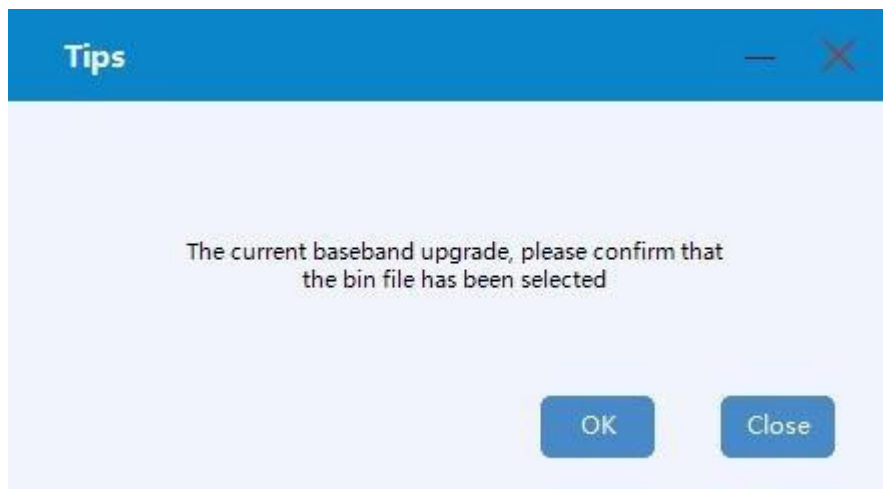 Tips
The current baseband upgrade, please confirm that
the bin file has been selected
OK
Close